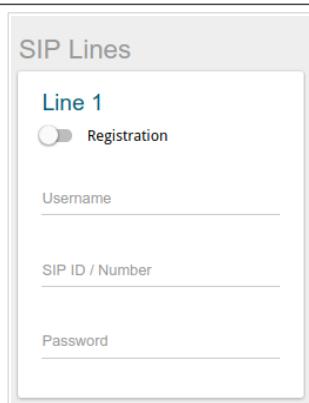 SIP Lines
Line 1
Registration
Username
SIP ID / Number
Password